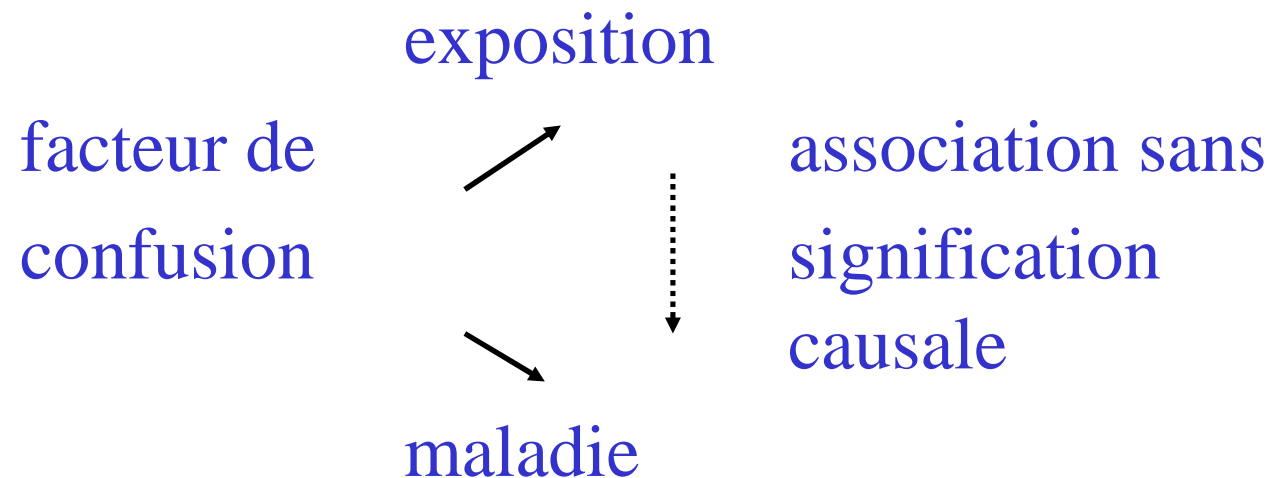 exposition
facteur de
confusion
association sans
signification
causale
maladie